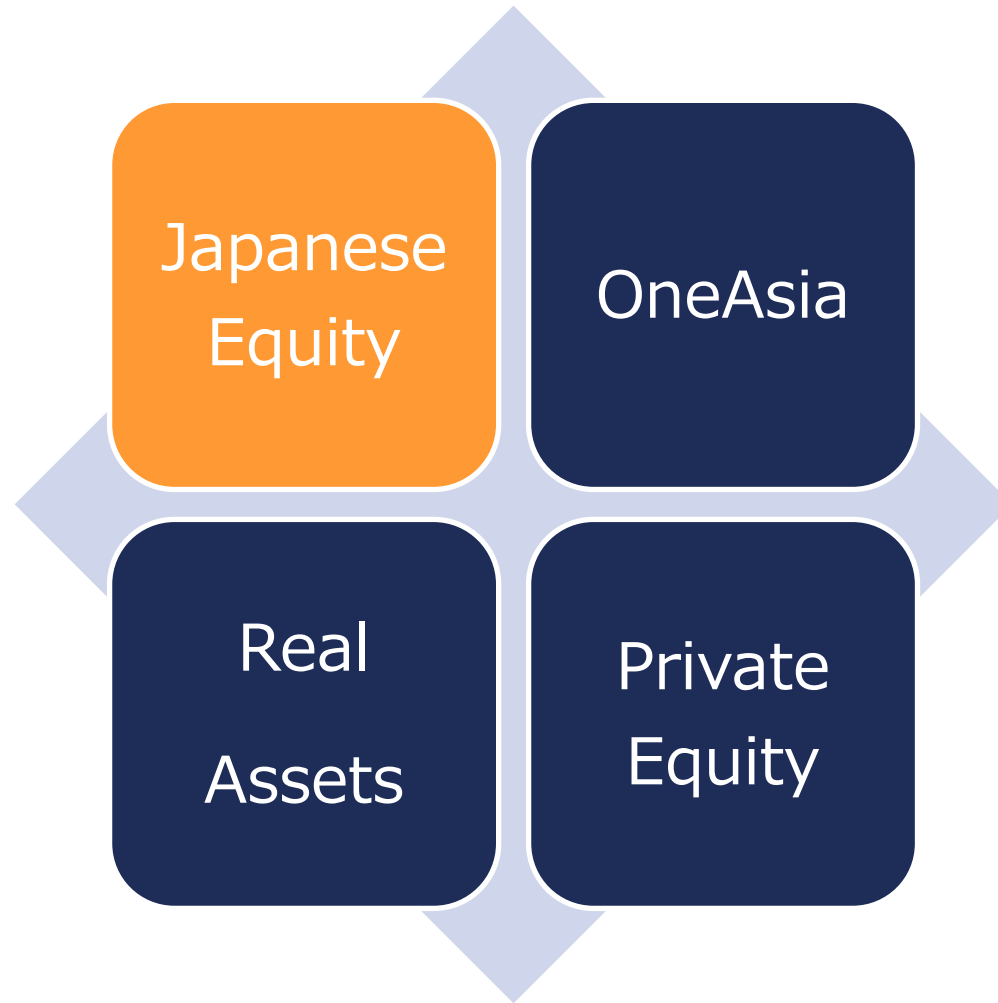 Japanese
Equity
OneAsia
Real
Assets
Private
Equity